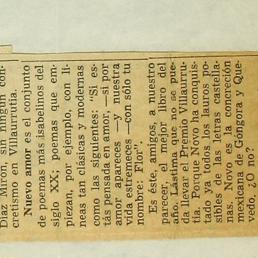 Díaz Mirón, sin ningún con-
cretismo en narratria.
Nuevo amor es el conjunto
de poemas más isabelinos del
siglo XX; poemas que em-
piezan, por ejemplo, con lí-
neas tan clásicas y modernas
como las siguientes: "Si es-
tás pensada en amor, —si por
amor apareces —y nuestra
vida estremeces —con sólo tu
nombre: Flor".
Es éste, amigos, a nuestro
parecer, el mejor libro del
año. Lástima que no se pue-
da llevar el Premio Villaurru-
tia. Pero Novo ha conquis-
tado ya todos los lauros po-
sibles de las letras castella-
nas. Novo es la concreción
mexicana de Góngora y Que-
vedo, ¿O no?